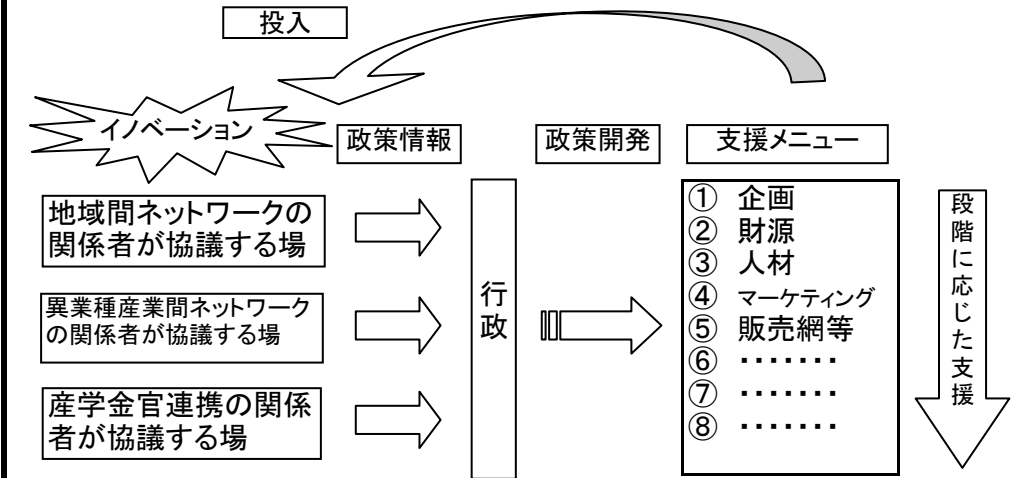 投入
イノベーション
政策情報
政策開発
支援メニュー
地域間ネットワークの
関係者が協議する場
異業種産業間ネットワーク
の関係者が協議する場
産学金官連携の関係
者が協議する場
行政
① 企画
② 財源
③ 人材
④ マーケティング
⑤ 販売網等
⑥ ・・・・・・・
⑦ ・・・・・・・
⑧ ・・・・・・・
段階に応じた支援